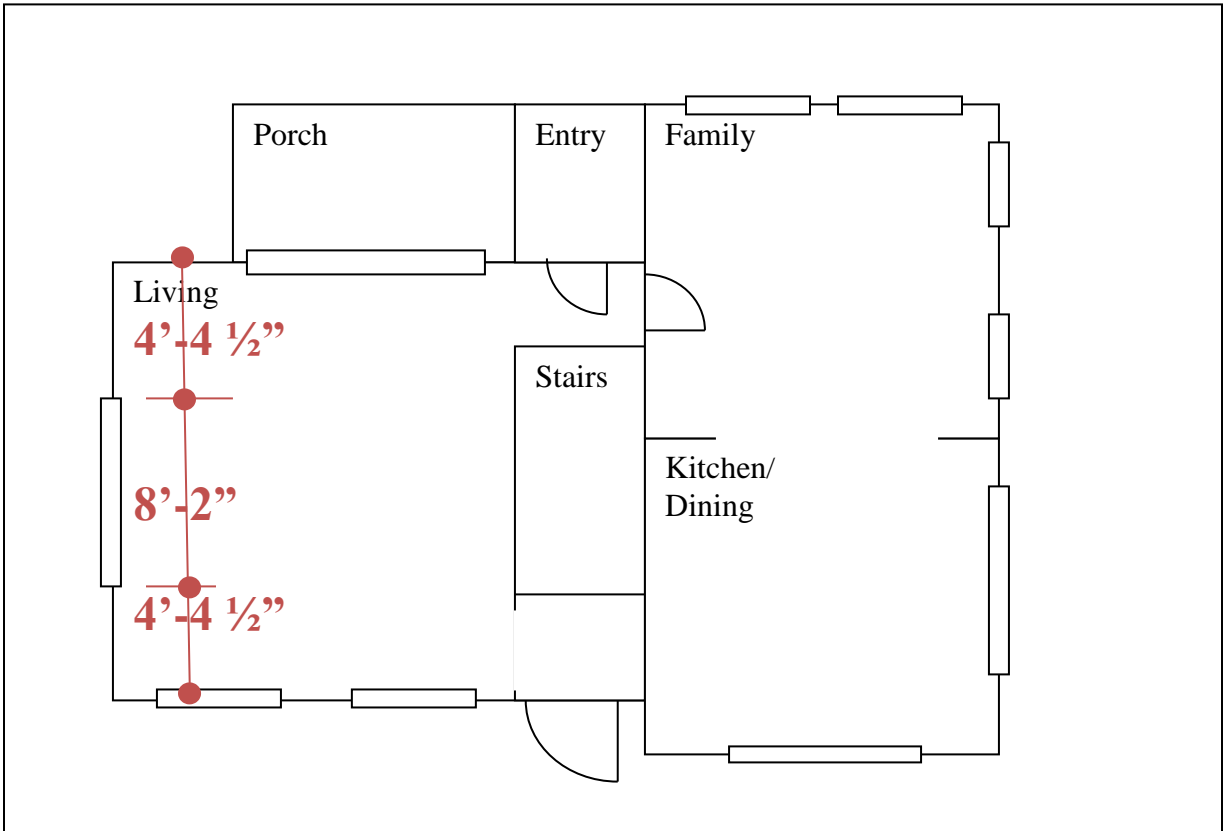 Porch
Entry
Family
Living
4’-4 ½”
Stairs
Kitchen/
Dining
8’-2”
4’-4 ½”